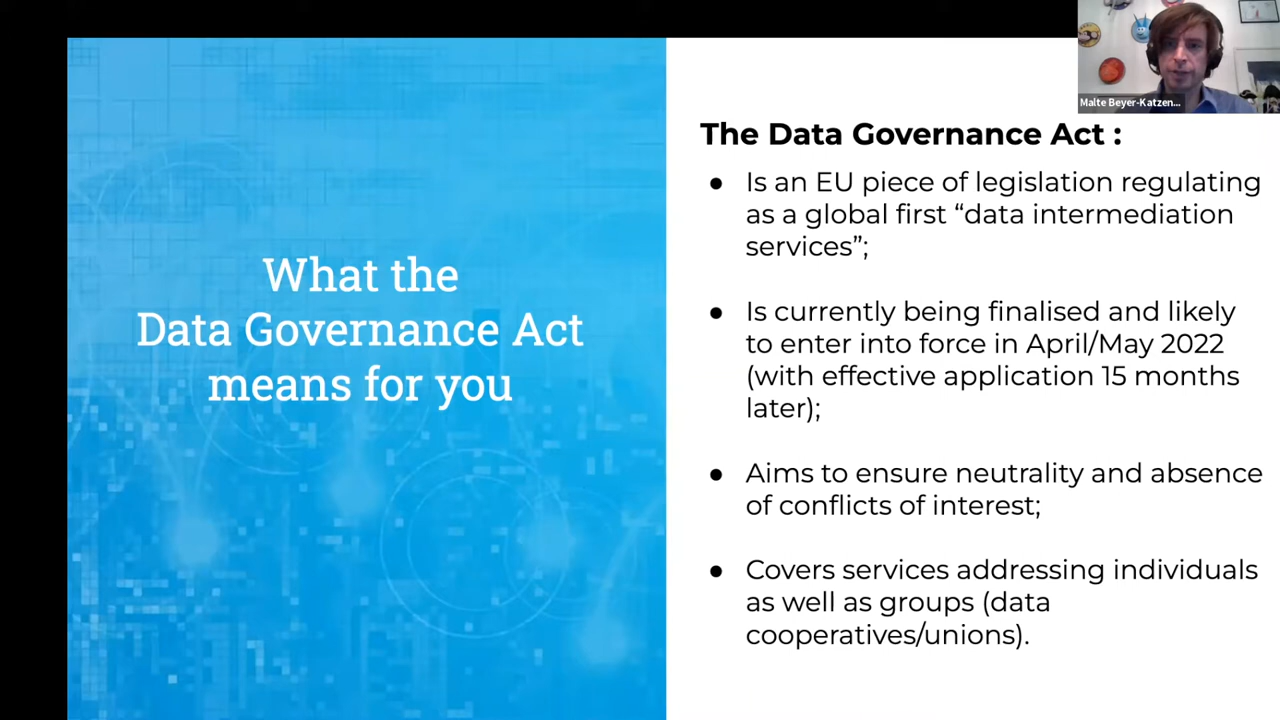 Malte Beyer-Katzen...
What the
Data Governance Act
means for you
The Data Governance Act :
● Is an EU piece of legislation regulating
as a global first “data intermediation
services”;
● Is currently being finalised and likely
to enter into force in April/May 2022
(with effective application 15 months
later);
● Aims to ensure neutrality and absence
of conflicts of interest;
● Covers services addressing individuals
as well as groups (data
cooperatives/unions).